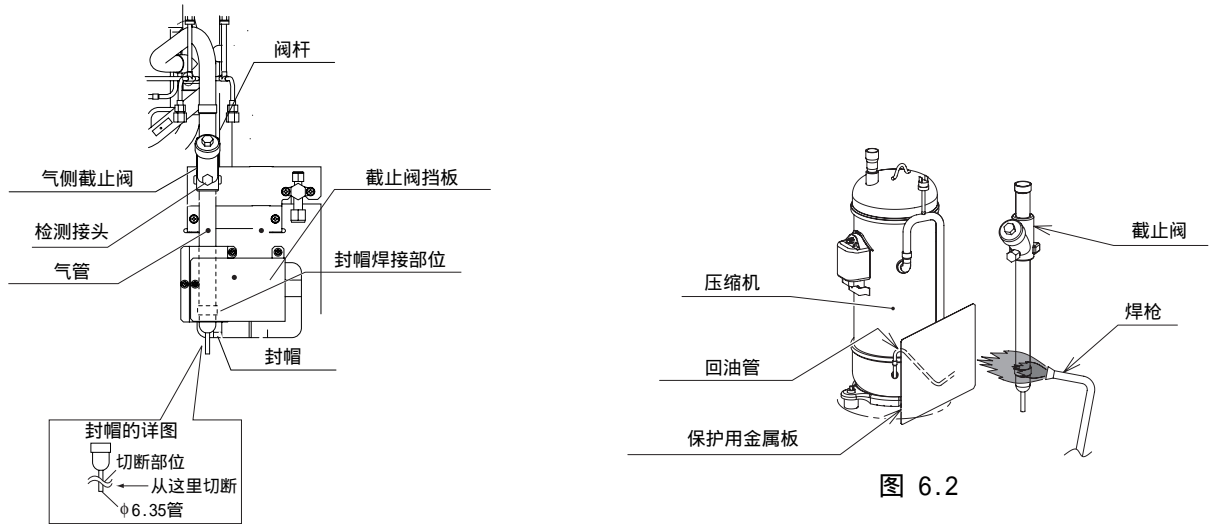 阀杆
气侧截止阀
截止阀挡板
检测接头
气管
封帽焊接部位
封帽
封帽的详图
切断部位
从这里切断
φ6.35管
截止阀
压缩机
焊枪
回油管
保护用金属板
图 6.2